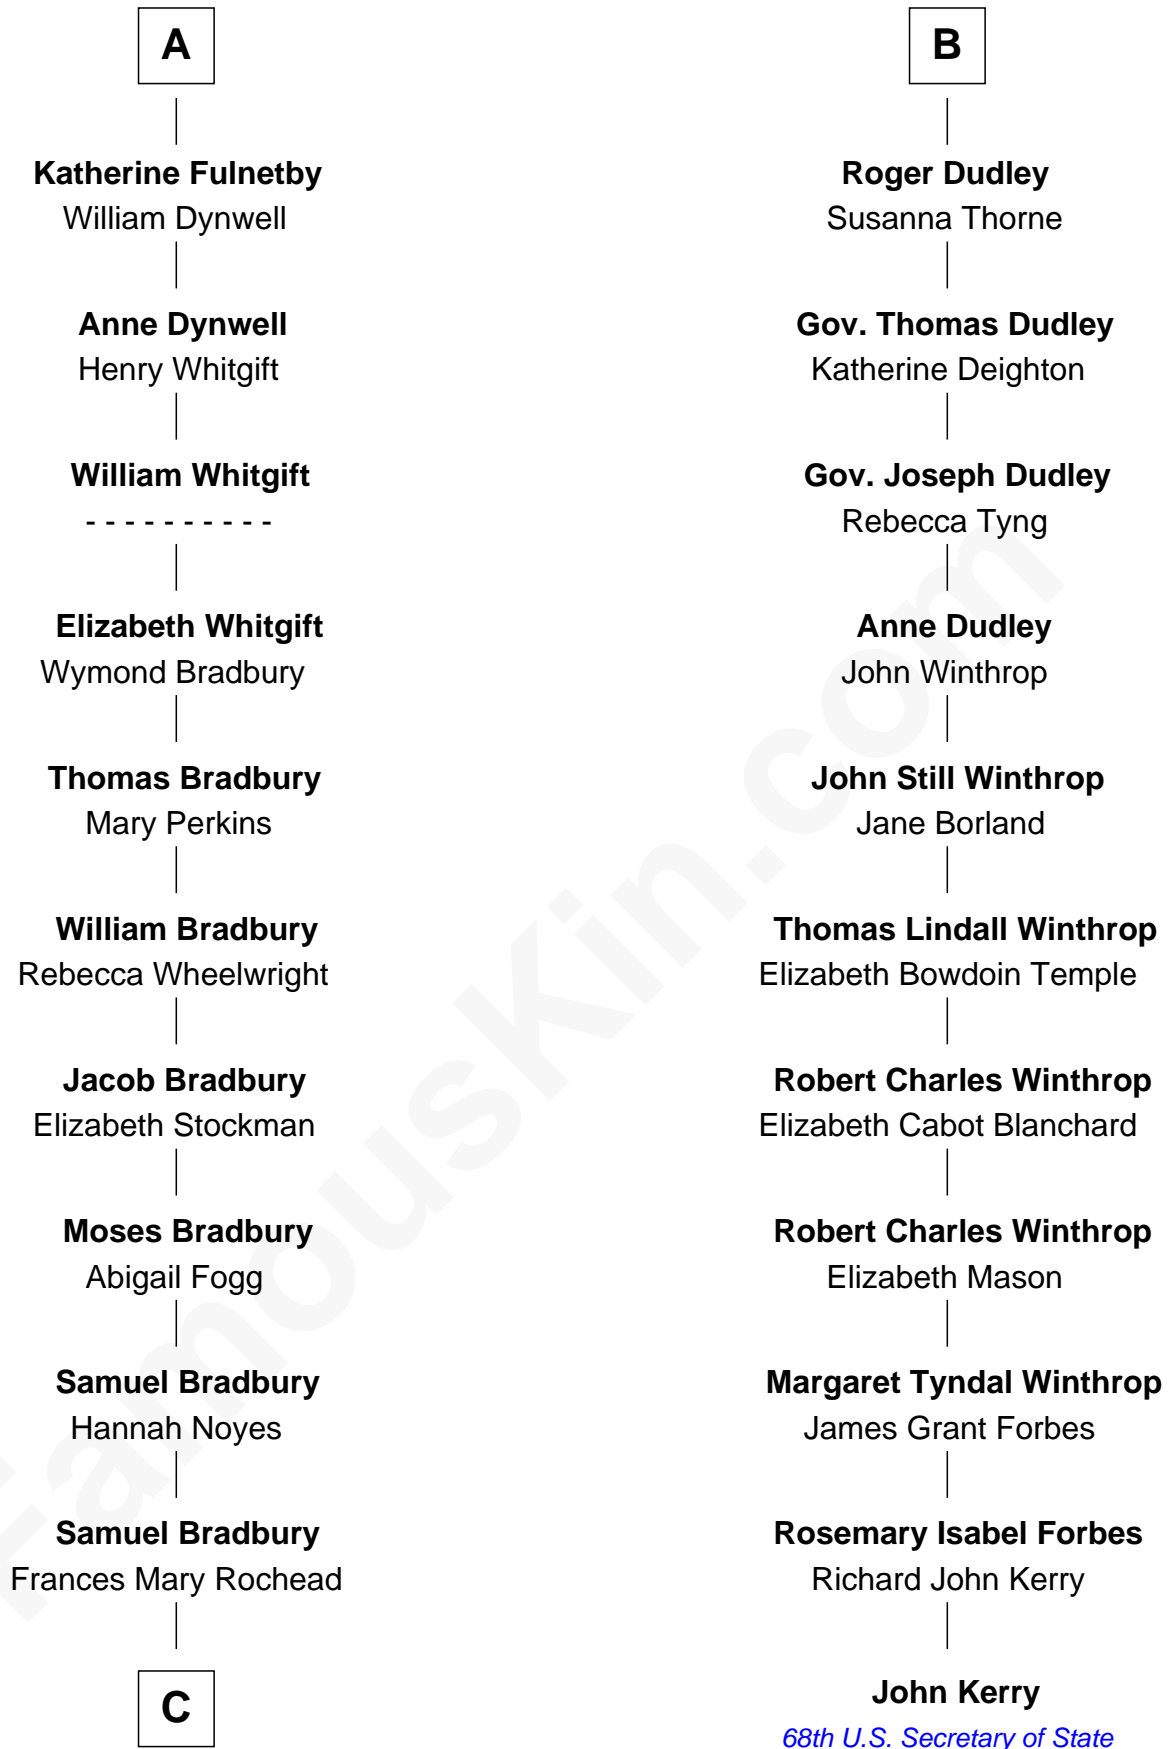 A
Katherine Fulnetby
William Dynwell
Anne Dynwell
Henry Whitgift
William Whitgift
- - - - - - - - - -
Elizabeth Whitgift
Wymond Bradbury
Thomas Bradbury
Mary Perkins
William Bradbury
Rebecca Wheelwright
Jacob Bradbury
Elizabeth Stockman
Moses Bradbury
Abigail Fogg
Samuel Bradbury
Hannah Noyes
Samuel Bradbury
Frances Mary Rochead
C
B
Roger Dudley
Susanna Thorne
Gov. Thomas Dudley
Katherine Deighton
Gov. Joseph Dudley
Rebecca Tyng
Anne Dudley
John Winthrop
John Still Winthrop
Jane Borland
Thomas Lindall Winthrop
Elizabeth Bowdoin Temple
Robert Charles Winthrop
Elizabeth Cabot Blanchard
Robert Charles Winthrop
Elizabeth Mason
Margaret Tyndal Winthrop
James Grant Forbes
Rosemary Isabel Forbes
Richard John Kerry
John Kerry
68th U.S. Secretary of State
FamousKin.com